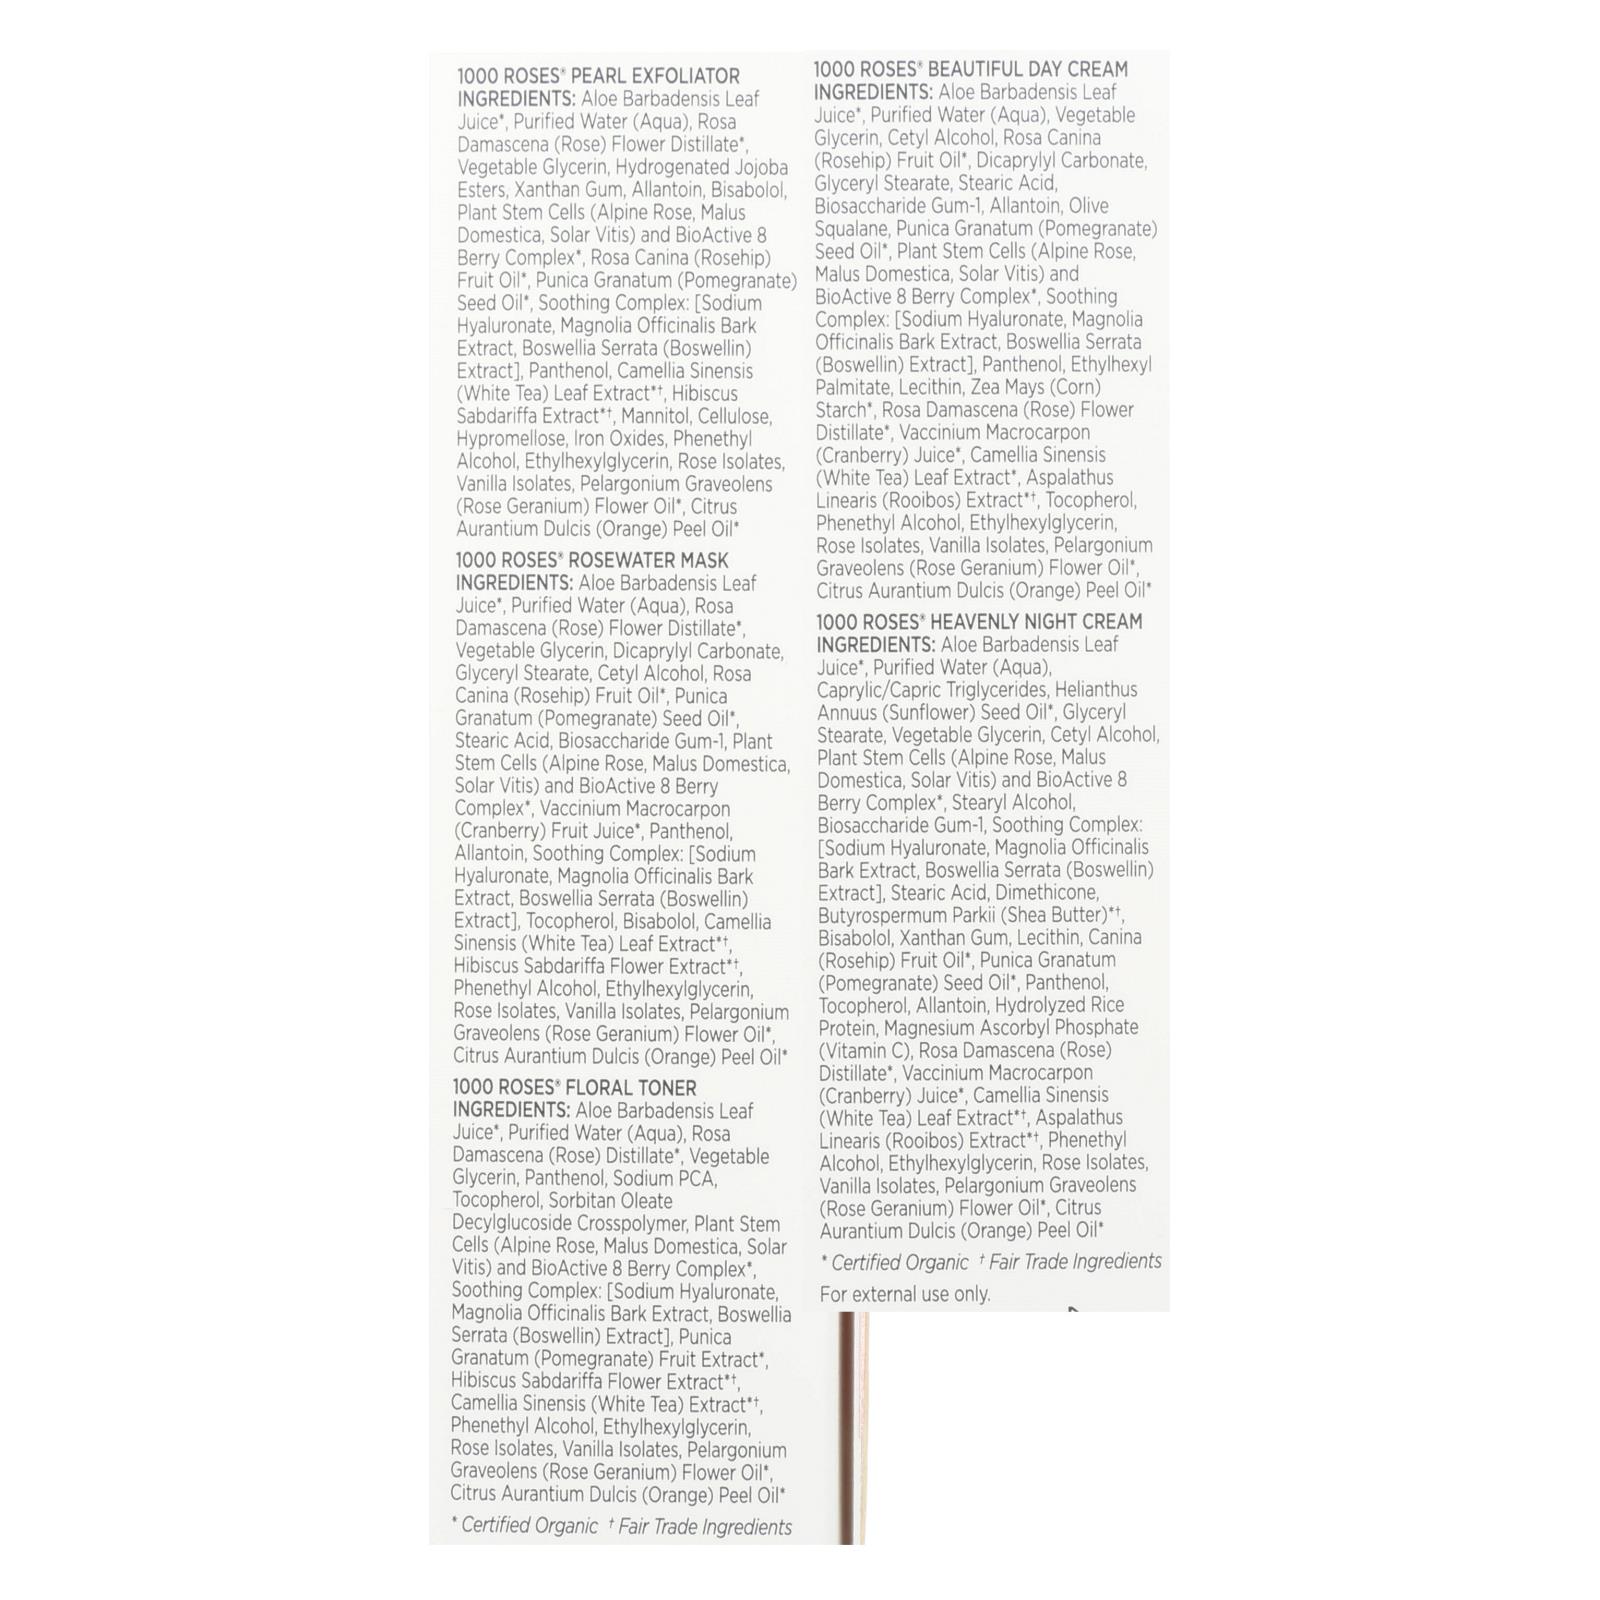 1000 ROSES® PEARL EXFOLIATOR
INGREDIENTS: Aloe Barbadensis Leaf
Juice*, Purified Water (Aqua), Rosa
Damascena (Rose) Flower Distillate*,
Vegetable Glycerin, Hydrogenated Jojoba
Esters, Xanthan Gum, Allantoin, Bisabolol,
Plant Stem Cells (Alpine Rose, Malus
Domestica, Solar Vitis) and BioActive 8
Berry Complex*, Rosa Canina (Rosehip)
Fruit Oil*, Punica Granatum (Pomegranate)
Seed Oil*, Soothing Complex: [Sodium
Hyaluronate, Magnolia Officinalis Bark
Extract, Boswellia Serrata (Boswellin)
Extract], Panthenol, Camellia Sinensis
(White Tea) Leaf Extract*†, Hibiscus
Sabdariffa Extract*†, Mannitol, Cellulose,
Hypromellose, Iron Oxides, Phenethyl
Alcohol, Ethylhexylglycerin, Rose Isolates,
Vanilla Isolates, Pelargonium Graveolens
(Rose Geranium) Flower Oil*, Citrus
Aurantium Dulcis (Orange) Peel Oil*
1000 ROSES® ROSEWATER MASK
INGREDIENTS: Aloe Barbadensis Leaf
Juice*, Purified Water (Aqua), Rosa
Damascena (Rose) Flower Distillate*,
Vegetable Glycerin, Dicaprylyl Carbonate,
Glyceryl Stearate, Cetyl Alcohol, Rosa
Canina (Rosehip) Fruit Oil*, Punica
Granatum (Pomegranate) Seed Oil*,
Stearic Acid, Biosaccharide Gum-1, Plant
Stem Cells (Alpine Rose, Malus Domestica,
Solar Vitis) and BioActive 8 Berry
Complex*, Vaccinium Macrocarpon
(Cranberry) Fruit Juice*, Panthenol,
Allantoin, Soothing Complex: [Sodium
Hyaluronate, Magnolia Officinalis Bark
Extract, Boswellia Serrata (Boswellin)
Extract], Tocopherol, Bisabolol, Camellia
Sinensis (White Tea) Leaf Extract*†,
Hibiscus Sabdariffa Flower Extract*†,
Phenethyl Alcohol, Ethylhexylglycerin,
Rose Isolates, Vanilla Isolates, Pelargonium
Graveolens (Rose Geranium) Flower Oil*,
Citrus Aurantium Dulcis (Orange) Peel Oil*
1000 ROSES® FLORAL TONER
INGREDIENTS: Aloe Barbadensis Leaf
Juice*, Purified Water (Aqua), Rosa
Damascena (Rose) Distillate*, Vegetable
Glycerin, Panthenol, Sodium PCA,
Tocopherol, Sorbitan Oleate
Decylglucoside Crosspolymer, Plant Stem
Cells (Alpine Rose, Malus Domestica, Solar
Vitis) and BioActive 8 Berry Complex*,
Soothing Complex: [Sodium Hyaluronate,
Magnolia Officinalis Bark Extract, Boswellia
Serrata (Boswellin) Extract], Punica
Granatum (Pomegranate) Fruit Extract*,
Hibiscus Sabdariffa Flower Extract*†,
Camellia Sinensis (White Tea) Extract*†,
Phenethyl Alcohol, Ethylhexylglycerin,
Rose Isolates, Vanilla Isolates, Pelargonium
Graveolens (Rose Geranium) Flower Oil*,
Citrus Aurantium Dulcis (Orange) Peel Oil*
* Certified Organic † Fair Trade Ingredients
1000 ROSES® BEAUTIFUL DAY CREAM
INGREDIENTS: Aloe Barbadensis Leaf
Juice*, Purified Water (Aqua), Vegetable
Glycerin, Cetyl Alcohol, Rosa Canina
(Rosehip) Fruit Oil*, Dicaprylyl Carbonate,
Glyceryl Stearate, Stearic Acid,
Biosaccharide Gum-1, Allantoin, Olive
Squalane, Punica Granatum (Pomegranate)
Seed Oil*, Plant Stem Cells (Alpine Rose,
Malus Domestica, Solar Vitis) and
BioActive 8 Berry Complex*, Soothing
Complex: [Sodium Hyaluronate, Magnolia
Officinalis Bark Extract, Boswellia Serrata
(Boswellin) Extract], Panthenol, Ethylhexyl
Palmitate, Lecithin, Zea Mays (Corn)
Starch*, Rosa Damascena (Rose) Flower
Distillate*, Vaccinium Macrocarpon
(Cranberry) Juice*, Camellia Sinensis
(White Tea) Leaf Extract*, Aspalathus
Linearis (Rooibos) Extract*†, Tocopherol,
Phenethyl Alcohol, Ethylhexylglycerin,
Rose Isolates, Vanilla Isolates, Pelargonium
Graveolens (Rose Geranium) Flower Oil*,
Citrus Aurantium Dulcis (Orange) Peel Oil*
1000 ROSES® HEAVENLY NIGHT CREAM
INGREDIENTS: Aloe Barbadensis Leaf
Juice*, Purified Water (Aqua),
Caprylic/Capric Triglycerides, Helianthus
Annuus (Sunflower) Seed Oil*, Glyceryl
Stearate, Vegetable Glycerin, Cetyl Alcohol,
Plant Stem Cells (Alpine Rose, Malus
Domestica, Solar Vitis) and BioActive 8
Berry Complex*, Stearyl Alcohol,
Biosaccharide Gum-1, Soothing Complex:
[Sodium Hyaluronate, Magnolia Officinalis
Bark Extract, Boswellia Serrata (Boswellin)
Extract], Stearic Acid, Dimethicone,
Butyrospermum Parkii (Shea Butter)*†,
Bisabolol, Xanthan Gum, Lecithin, Canina
(Rosehip) Fruit Oil*, Punica Granatum
(Pomegranate) Seed Oil*, Panthenol,
Tocopherol, Allantoin, Hydrolyzed Rice
Protein, Magnesium Ascorbyl Phosphate
(Vitamin C), Rosa Damascena (Rose)
Distillate*, Vaccinium Macrocarpon
(Cranberry) Juice*, Camellia Sinensis
(White Tea) Leaf Extract*†, Aspalathus
Linearis (Rooibos) Extract*†, Phenethyl
Alcohol, Ethylhexylglycerin, Rose Isolates,
Vanilla Isolates, Pelargonium Graveolens
(Rose Geranium) Flower Oil*, Citrus
Aurantium Dulcis (Orange) Peel Oil*
* Certified Organic † Fair Trade Ingredients
For external use only.